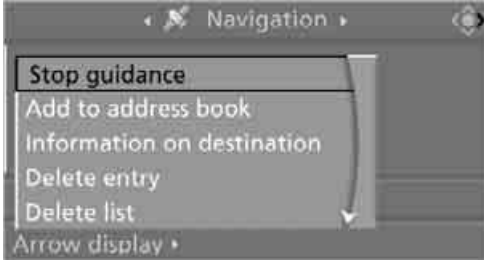 Navigation
Stop guidance
Add to address book
Information on destination
Delete entry
Delete list
Arrow display